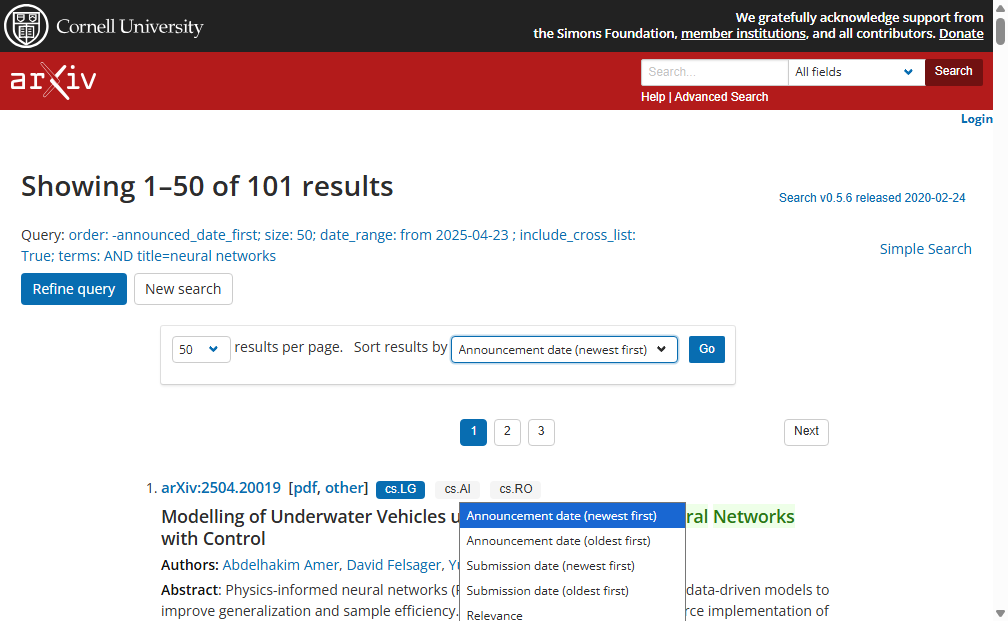 Cornell University
We gratefully acknowledge support from
the Simons Foundation, member institutions, and all contributors. Donate
arXiv
Search...
All fields
Search
Help | Advanced Search
Login
Showing 1–50 of 101 results
Search v0.5.6 released 2020-02-24
Query: order: -announced_date_first; size: 50; date_range: from 2025-04-23 ; include_cross_list:
True; terms: AND title=neural networks
Simple Search
Refine query
New search
50 results per page. Sort results by Announcement date (newest first) Go
1 2 3 Next
1. arXiv:2504.20019 [pdf, other] cs.LG cs.AI cs.RO
Modelling of Underwater Vehicles u ral Networks
with Control
Authors: Abdelhakim Amer, David Felsager, Yu
Abstract: Physics-informed neural networks (P data-driven models to
improve generalization and sample efficiency. rce implementation of
Announcement date (newest first)
Announcement date (oldest first)
Submission date (newest first)
Submission date (oldest first)
Relevance